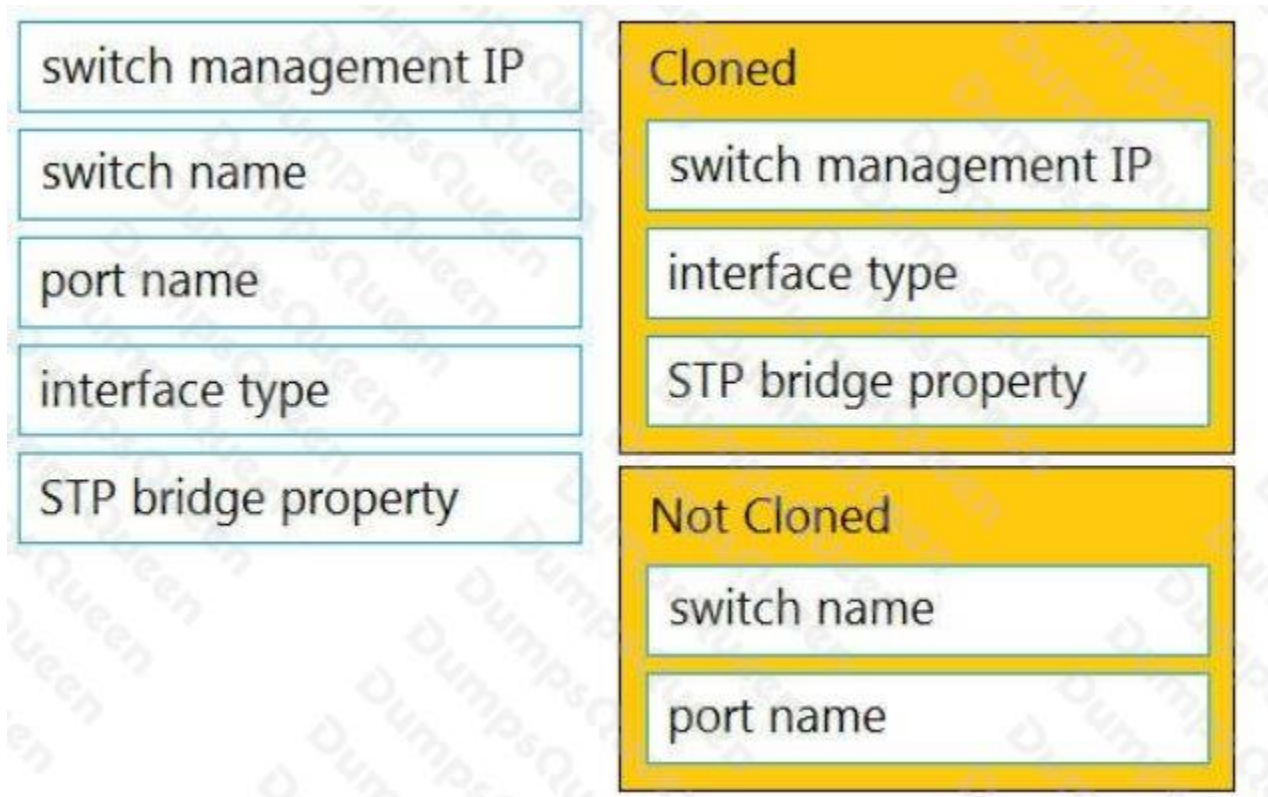 switch management IP
switch name
port name
interface type
STP bridge property
Cloned
switch management IP
interface type
STP bridge property
Not Cloned
switch name
port name